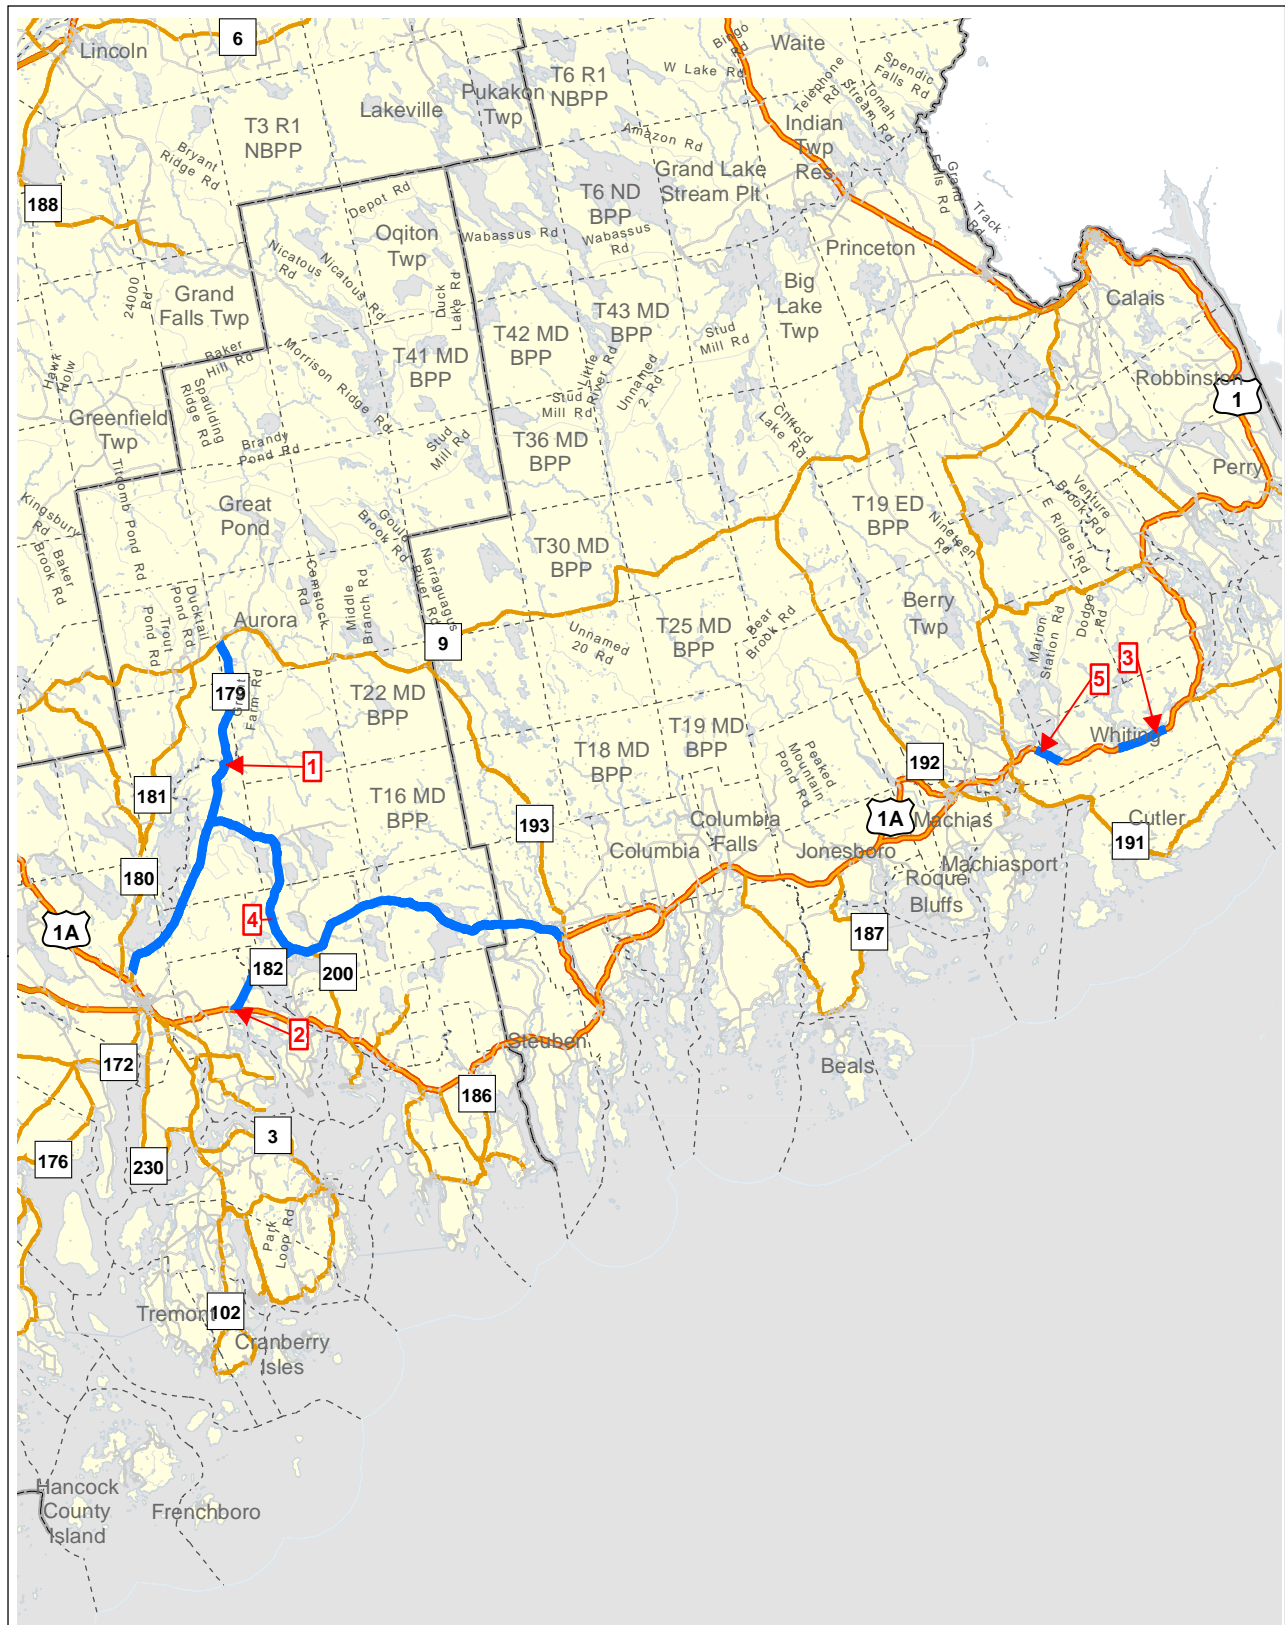 6
Lincoln
Waite
Bingo
Rd
W Lake Rd
Spendic
Falls Rd
T6 R1
NBPP
Telephone
Rd
Tomah
Stream Rd
Pukakon
Twp
Lakeville
T3 R1
NBPP
Indian
Twp
Res
Amazon Rd
Bryant
Ridge Rd
Grand Lake
Stream Plt
Grand
Falls Rd
Track
Rd
188
Depot Rd
T6 ND
BPP
Oqiton
Twp
Wabassus Rd
Wabassus
Rd
Princeton
Nicatous
Rd
Nicatous Rd
Duck
Lake Rd
Big
Lake
Twp
Calais
24000
Rd
Grand
Falls Twp
T43 MD
BPP
T42 MD
BPP
Stud
Mill Rd
Hawk
Holw
Baker
Hill Rd
Morrison Ridge Rd
T41 MD
BPP
Little
River Rd
Unnamed
2 Rd
Robbinston
1
Spaulding
Ridge Rd
Stud
Mill Rd
Greenfield
Twp
Brandy
Pond Rd
Stud
Mill Rd
T36 MD
BPP
Clifford
Lake Rd
Perry
Titcomb Pond Rd
Great
Pond
Kingsbury
Rd
Baker
Brook Rd
Gould
Brook Rd
T19 ED
BPP
Nineteen
Rd
Venture
Brook Rd
E Ridge Rd
T30 MD
BPP
Narraguagus
River Rd
Comstock
Rd
Middle
Branch Rd
Ducktail
Pond Rd
Trout
Pond Rd
Aurora
9
Unnamed
20 Rd
T25 MD
BPP
Bear
Brook Rd
Berry
Twp
Marion
Station Rd
Dodge
Rd
5
3
179
Great
Farm Rd
T22 MD
BPP
Whiting
T18 MD
BPP
T19 MD
BPP
Peaked
Mountain
Pond Rd
192
1
181
T16 MD
BPP
193
1A
Machias
Cutler
191
Columbia
Columbia
Falls
Jonesboro
Machiasport
Roque
Bluffs
180
1A
4
187
182
200
2
Steuben
172
Beals
186
3
176
230
Park
Loop Rd
Tremont
102
Cranberry
Isles
Hancock
County
Island
Frenchboro